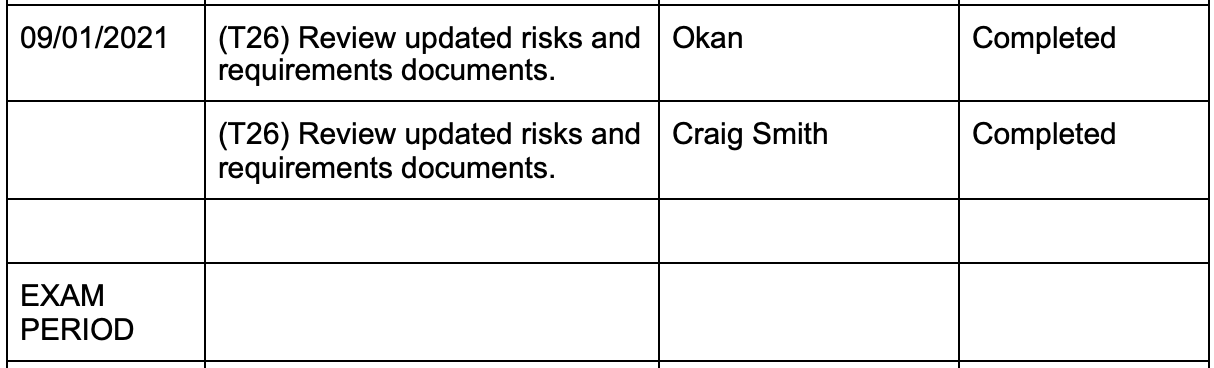 09/01/2021 (T26) Review updated risks and Okan Completed
requirements documents.
(T26) Review updated risks and Craig Smith Completed
requirements documents.
EXAM
PERIOD